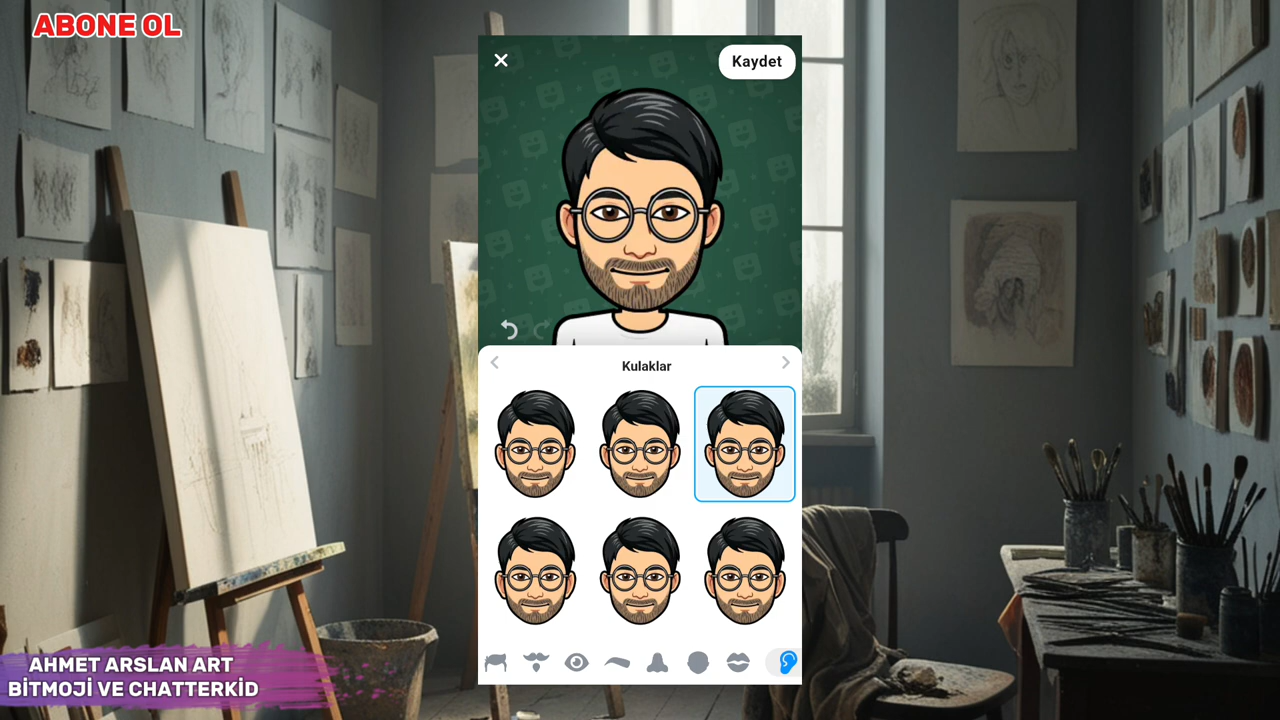 ABONE OL
Kaydet
Kulaklar
AHMET ARSLAN ART
BİTMOJİ VE CHATTERKİD